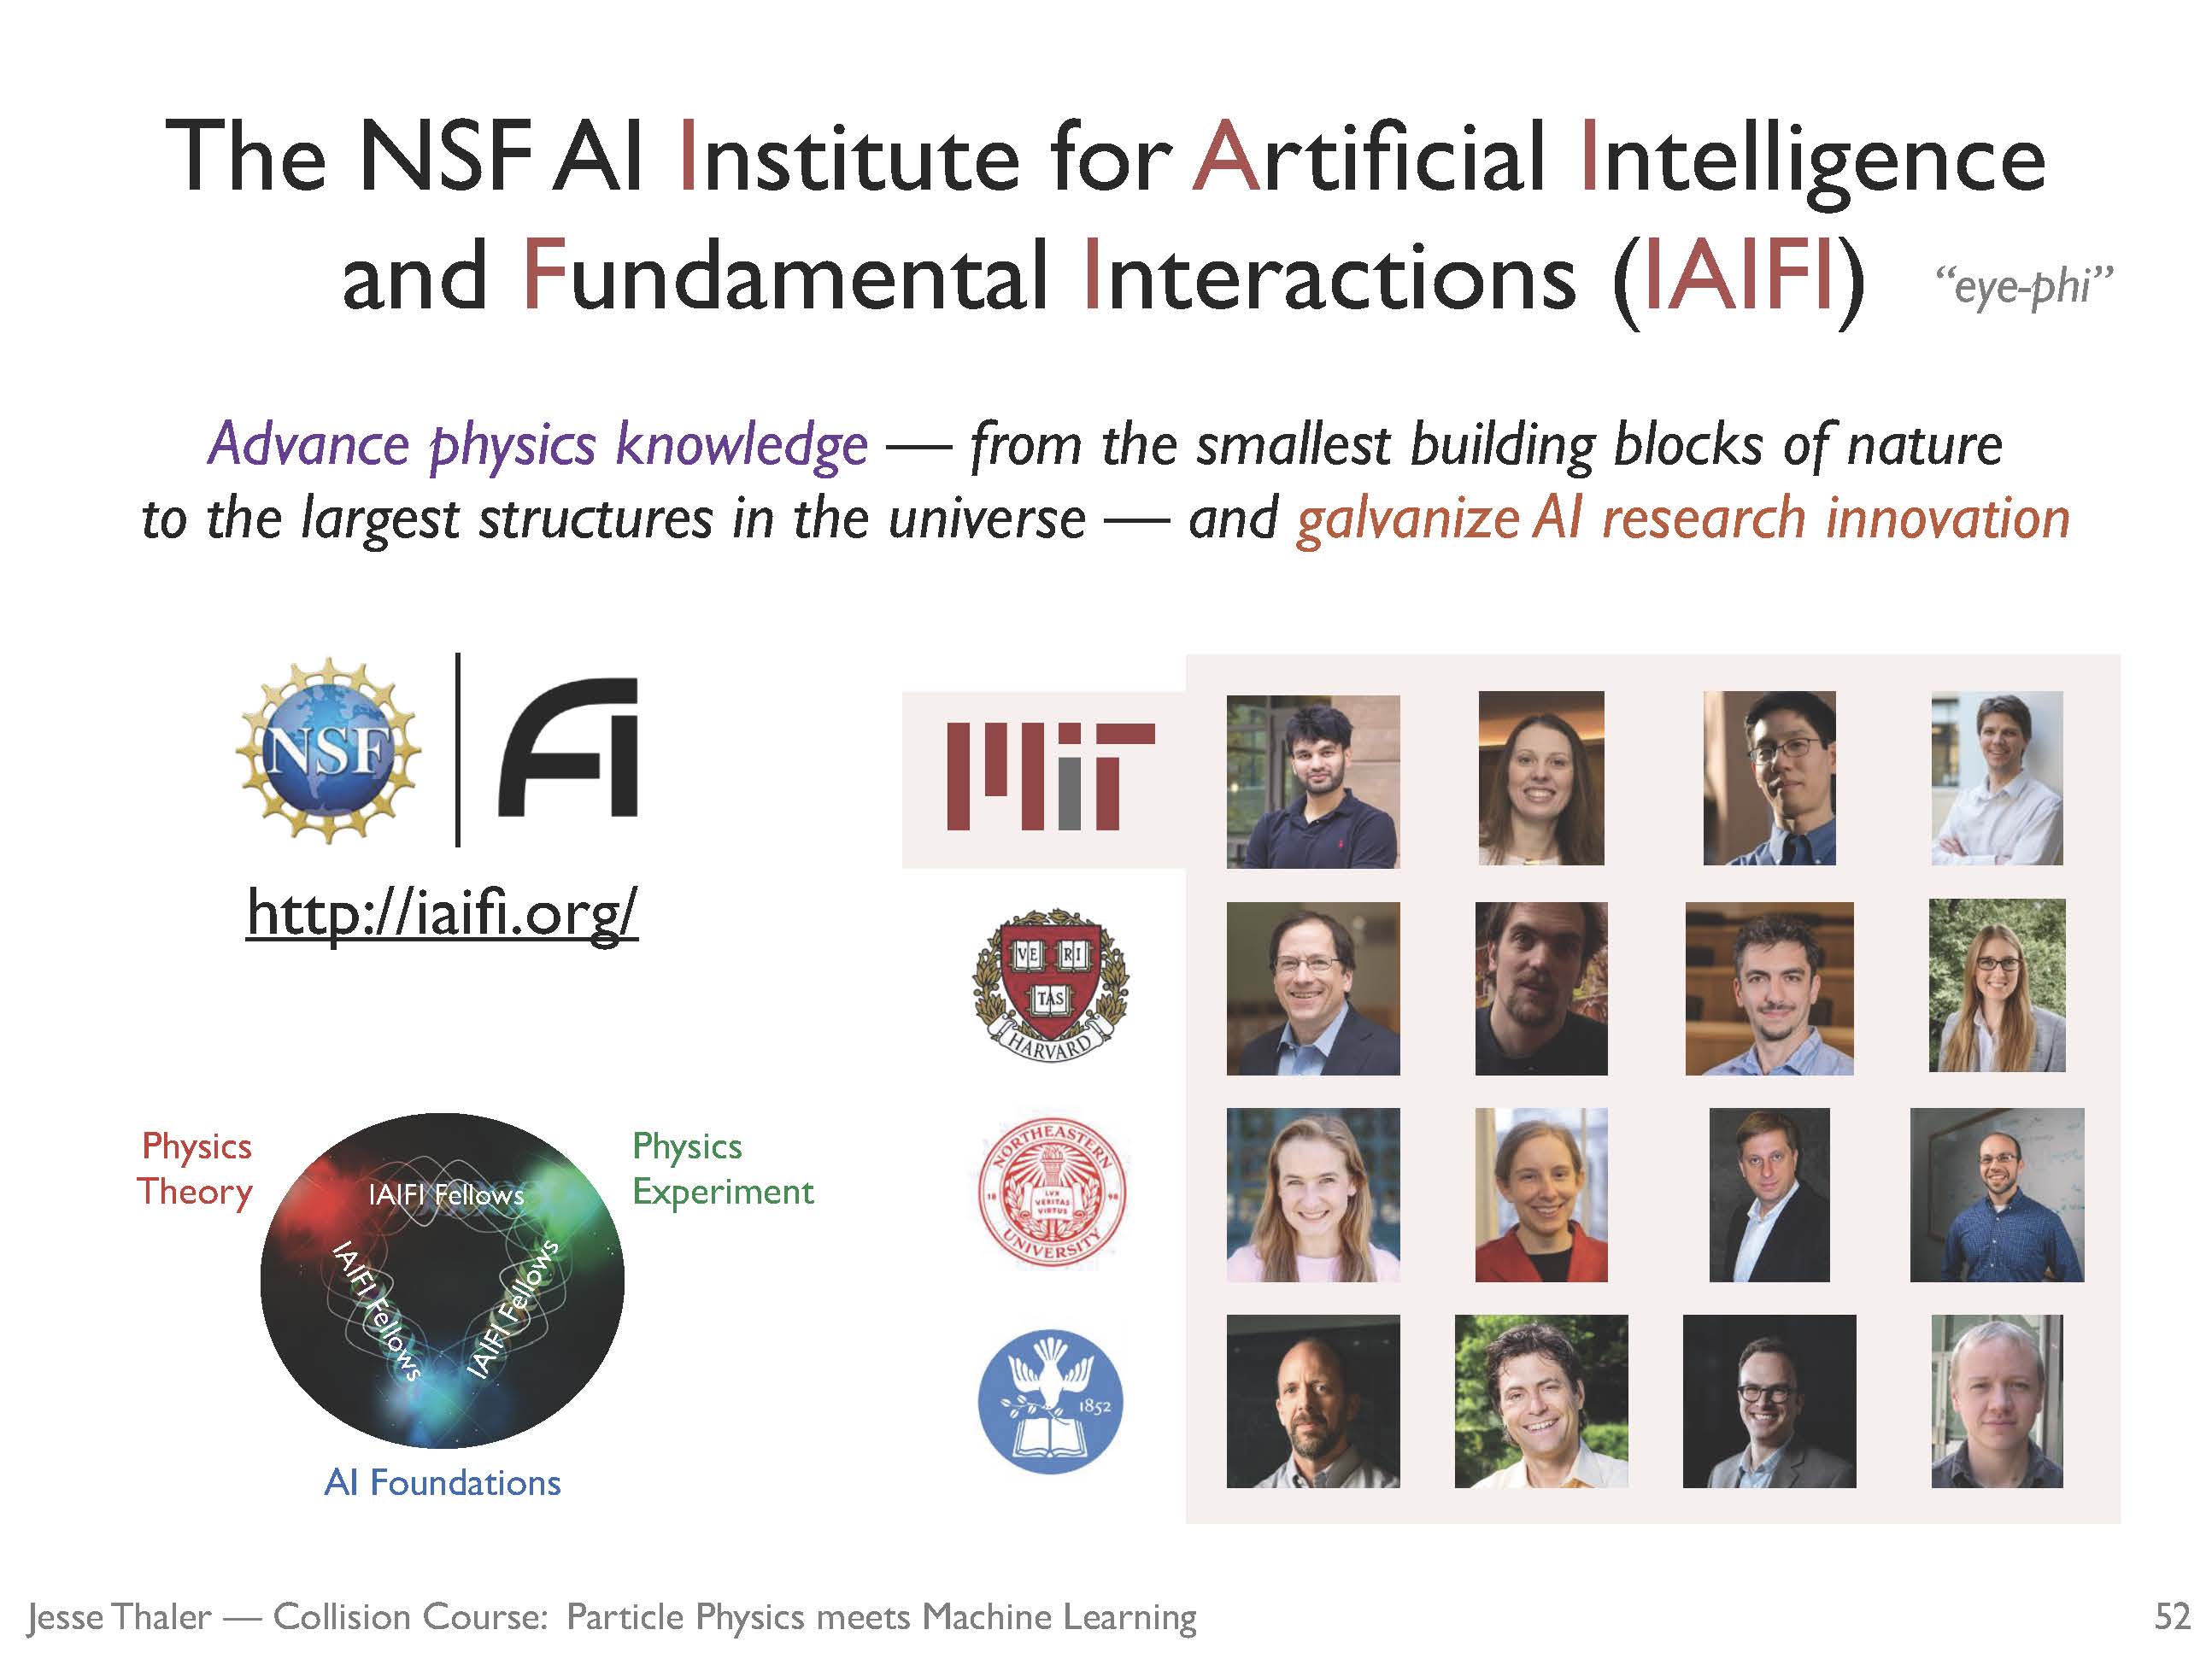 The NSF AI Institute for Artificial Intelligence
and Fundamental Interactions (IAIFI) “eye-phi”
Advance physics knowledge — from the smallest building blocks of nature
to the largest structures in the universe — and galvanize AI research innovation
NSF
FI
http://iaifi.org/
MIT
VE RI
TAS
HARVARD
Physics
Theory
Physics
Experiment
IAIFI Fellows
IAIFI Fellows
IAIFI Fellows
AI Foundations
NORTHEASTERN
18 98
LVX
VERITAS
VIRTVS
UNIVERSITY
1852
Jesse Thaler — Collision Course: Particle Physics meets Machine Learning
52